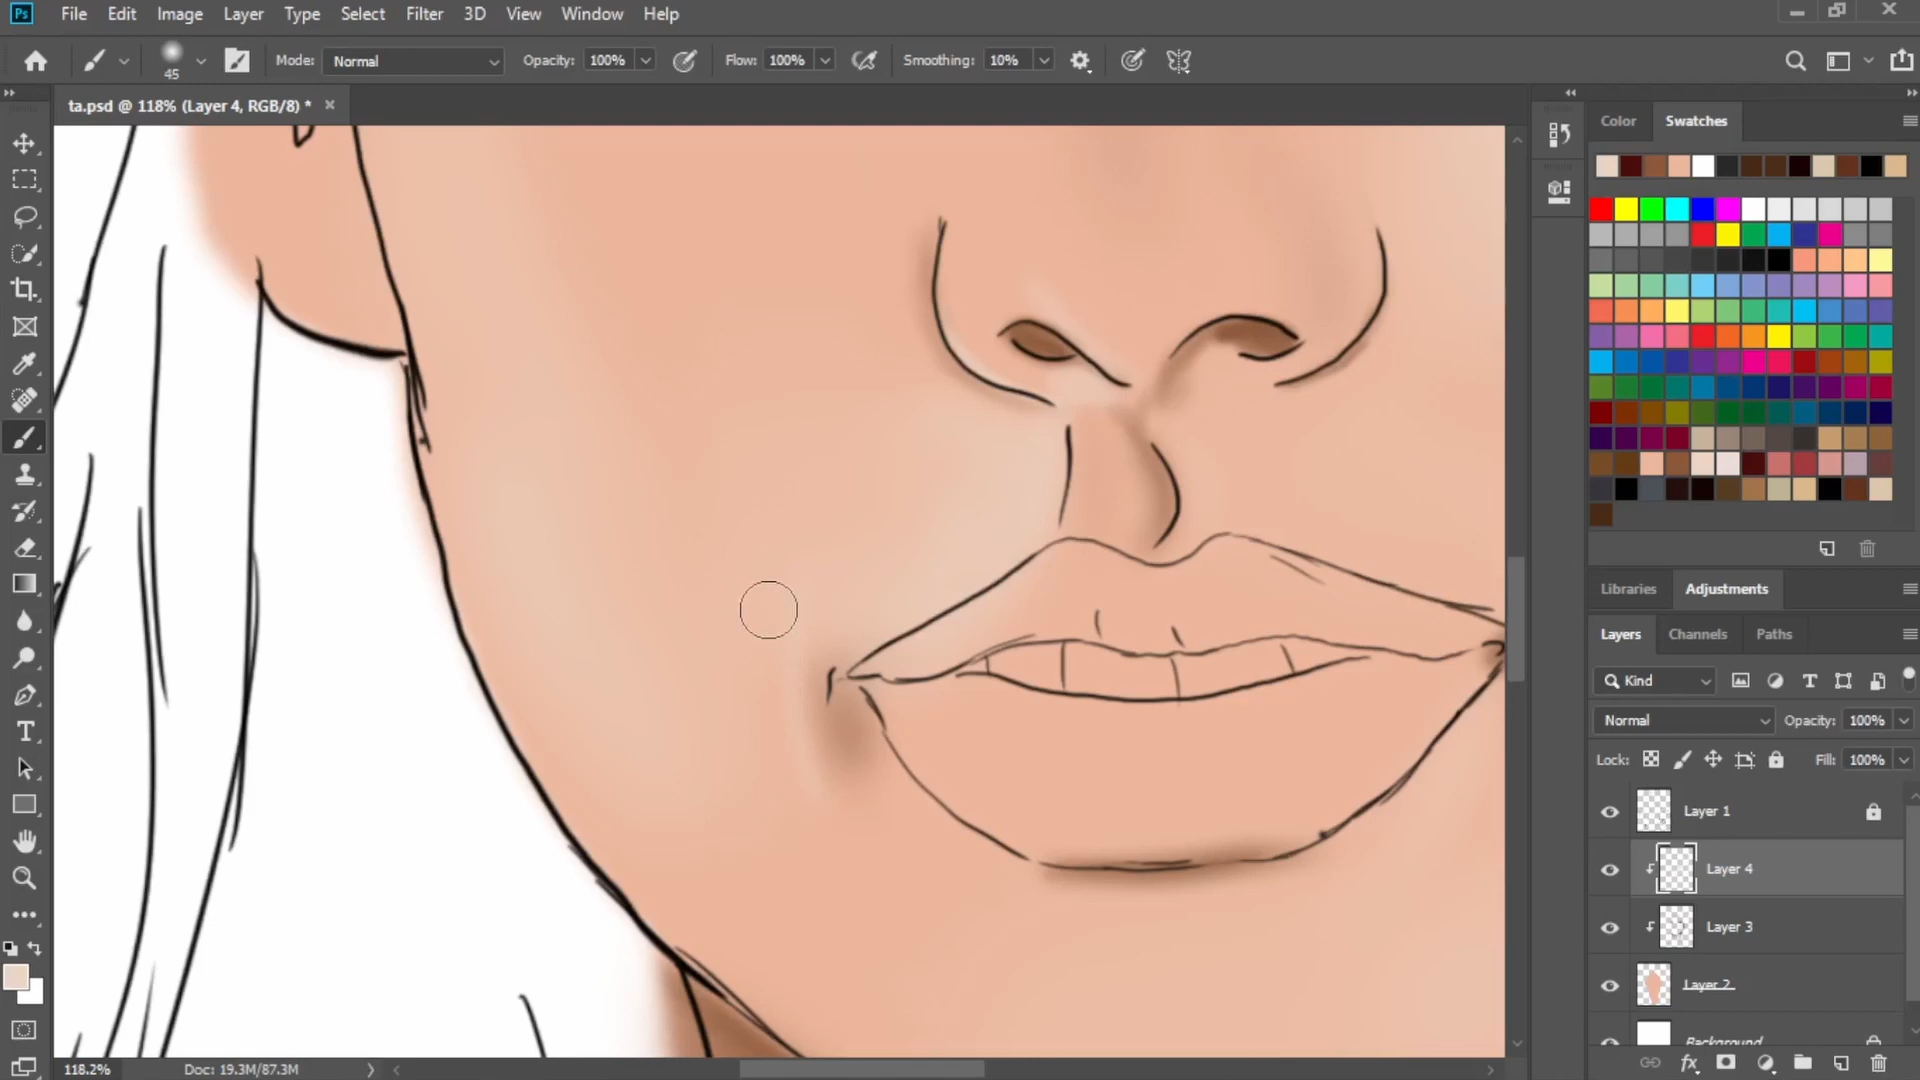 Ps File Edit Image Layer Type Select Filter 3D View Window Help
45 Mode: Normal Opacity: 100% Flow: 100% Smoothing: 10%
ta.psd @ 118% (Layer 4, RGB/8) *
Color Swatches
Libraries Adjustments
Layers Channels Paths
Kind
Normal Opacity: 100%
Lock: Fill: 100%
Layer 1
Layer 4
Layer 3
Layer 2
Background
118.2% Doc: 19.3M/87.3M